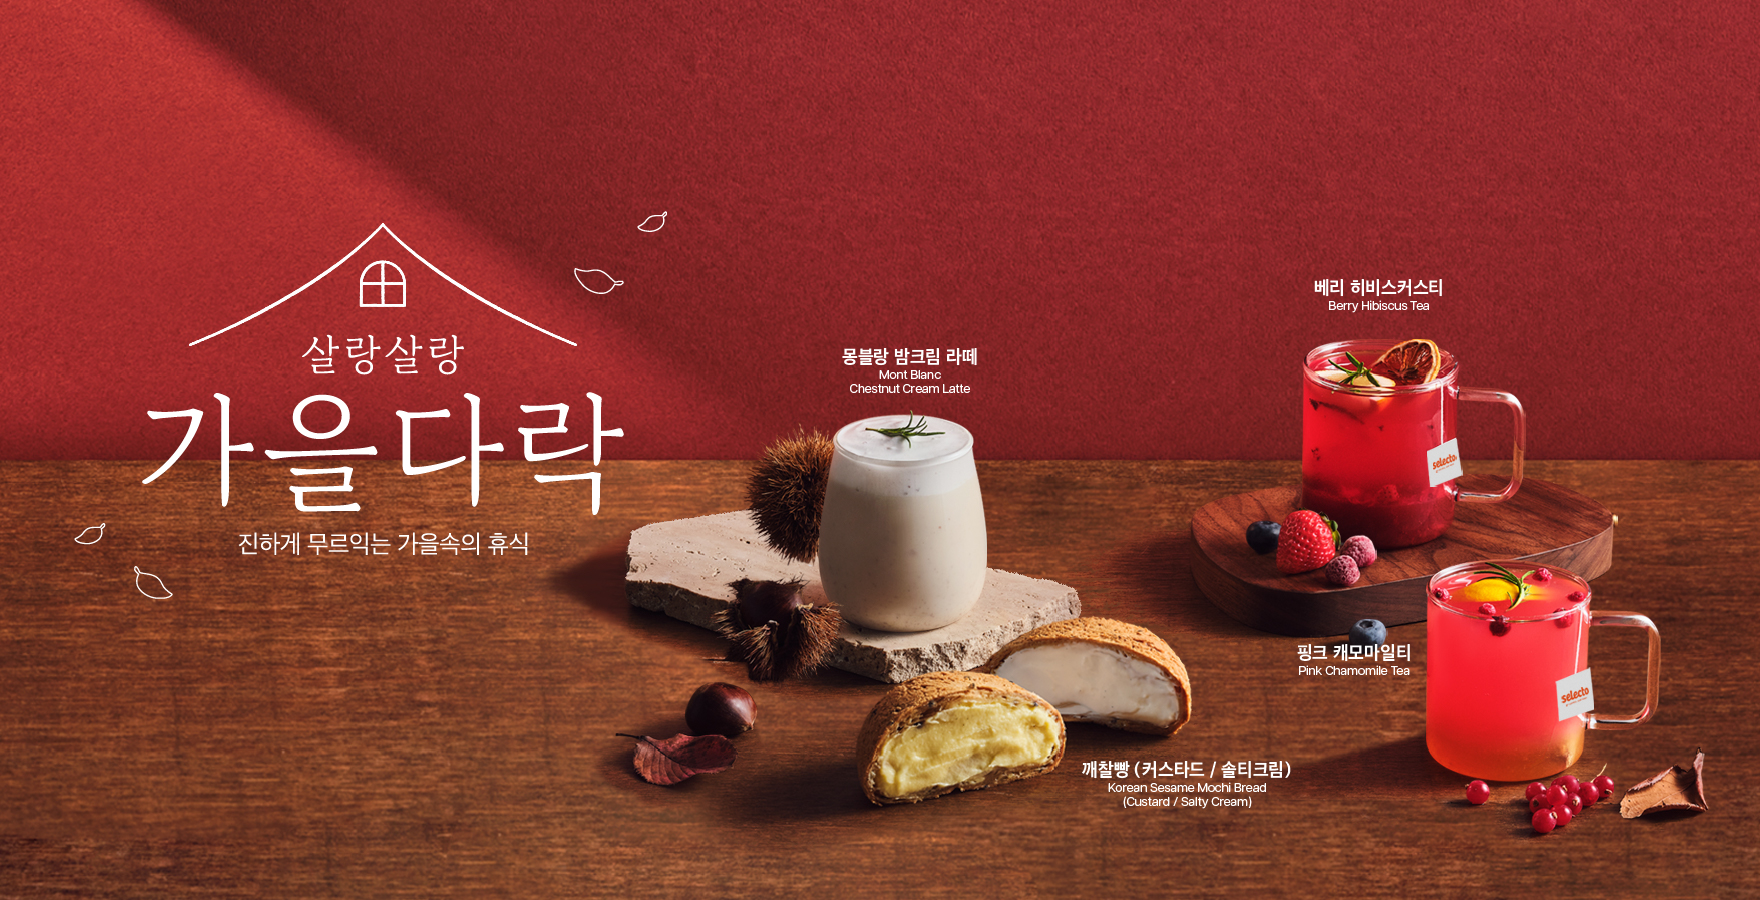 살랑살랑
가을다락
진하게 무르익는 가을속의 휴식
몽블랑 밤크림 라떼
Mont Blanc
Chestnut Cream Latte
베리 히비스커스티
Berry Hibiscus Tea
selecto
핑크 캐모마일티
Pink Chamomile Tea
selecto
깨찰빵 (커스타드 / 솔티크림)
Korean Sesame Mochi Bread
(Custard / Salty Cream)